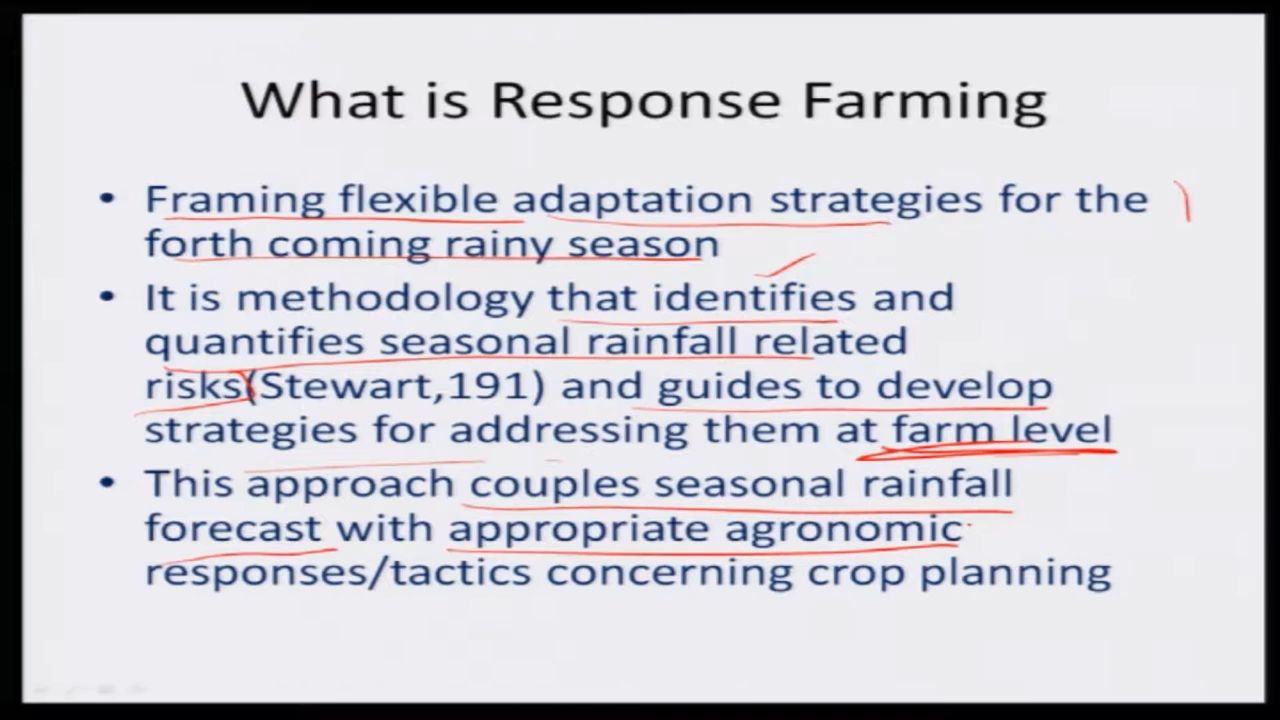 What is Response Farming
• Framing flexible adaptation strategies for the
forth coming rainy season
• It is methodology that identifies and
quantifies seasonal rainfall related
risks(Stewart,191) and guides to develop
strategies for addressing them at farm level
• This approach couples seasonal rainfall
forecast with appropriate agronomic
responses/tactics concerning crop planning